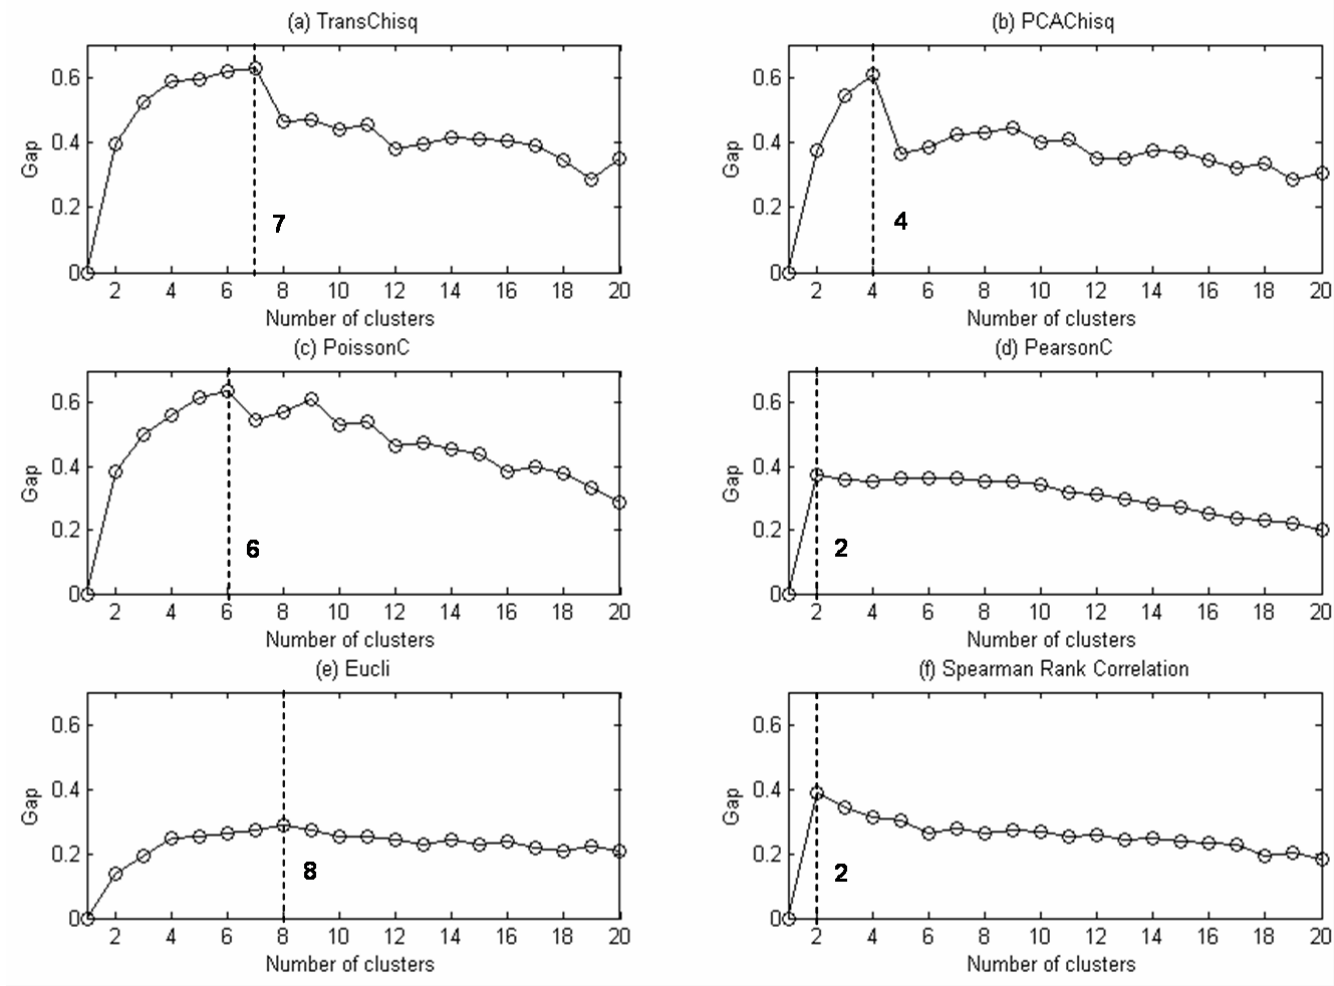 (a) TransChisq
0.6
0.4
0.2
0
Gap
7
2 4 6 8 10 12 14 16 18 20
Number of clusters
(b) PCAChisq
0.6
0.4
0.2
0
Gap
4
2 4 6 8 10 12 14 16 18 20
Number of clusters
(c) PoissonC
0.6
0.4
0.2
0
Gap
6
2 4 6 8 10 12 14 16 18 20
Number of clusters
(d) PearsonC
0.6
0.4
0.2
0
Gap
2
2 4 6 8 10 12 14 16 18 20
Number of clusters
(e) Eucli
0.6
0.4
0.2
0
Gap
8
2 4 6 8 10 12 14 16 18 20
Number of clusters
(f) Spearman Rank Correlation
0.6
0.4
0.2
0
Gap
2
2 4 6 8 10 12 14 16 18 20
Number of clusters